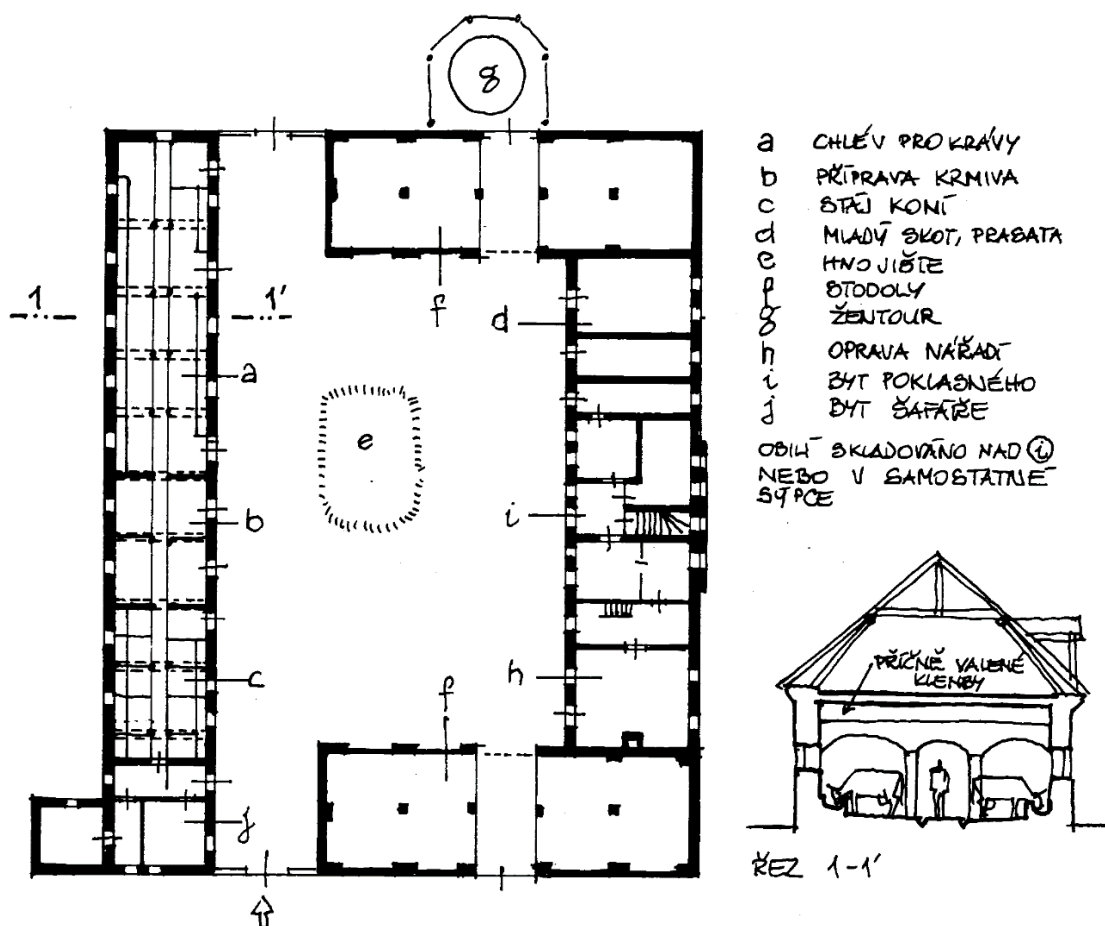 g
a CHLÉV PRO KRÁVY
b PŘÍPRAVA KRMIVA
c STÁJ KONÍ
d MLADÝ SKOT, PRASATA
e HNOJIŠTE
f STODOLY
g ŽENTOUR
h OPRAVA NÁŘADÍ
i BYT POKLASNÉHO
j BYT ŠAFÁŘE
OBILÍ SKLADOVÁNO NAD i
NEBO V SAMOSTATNÉ
SÝPCE
1 1'
f
d
a
e
b
i
c
h
f
j
PŘÍČNĚ VALENÉ
KLENBY
ŘEZ 1-1'